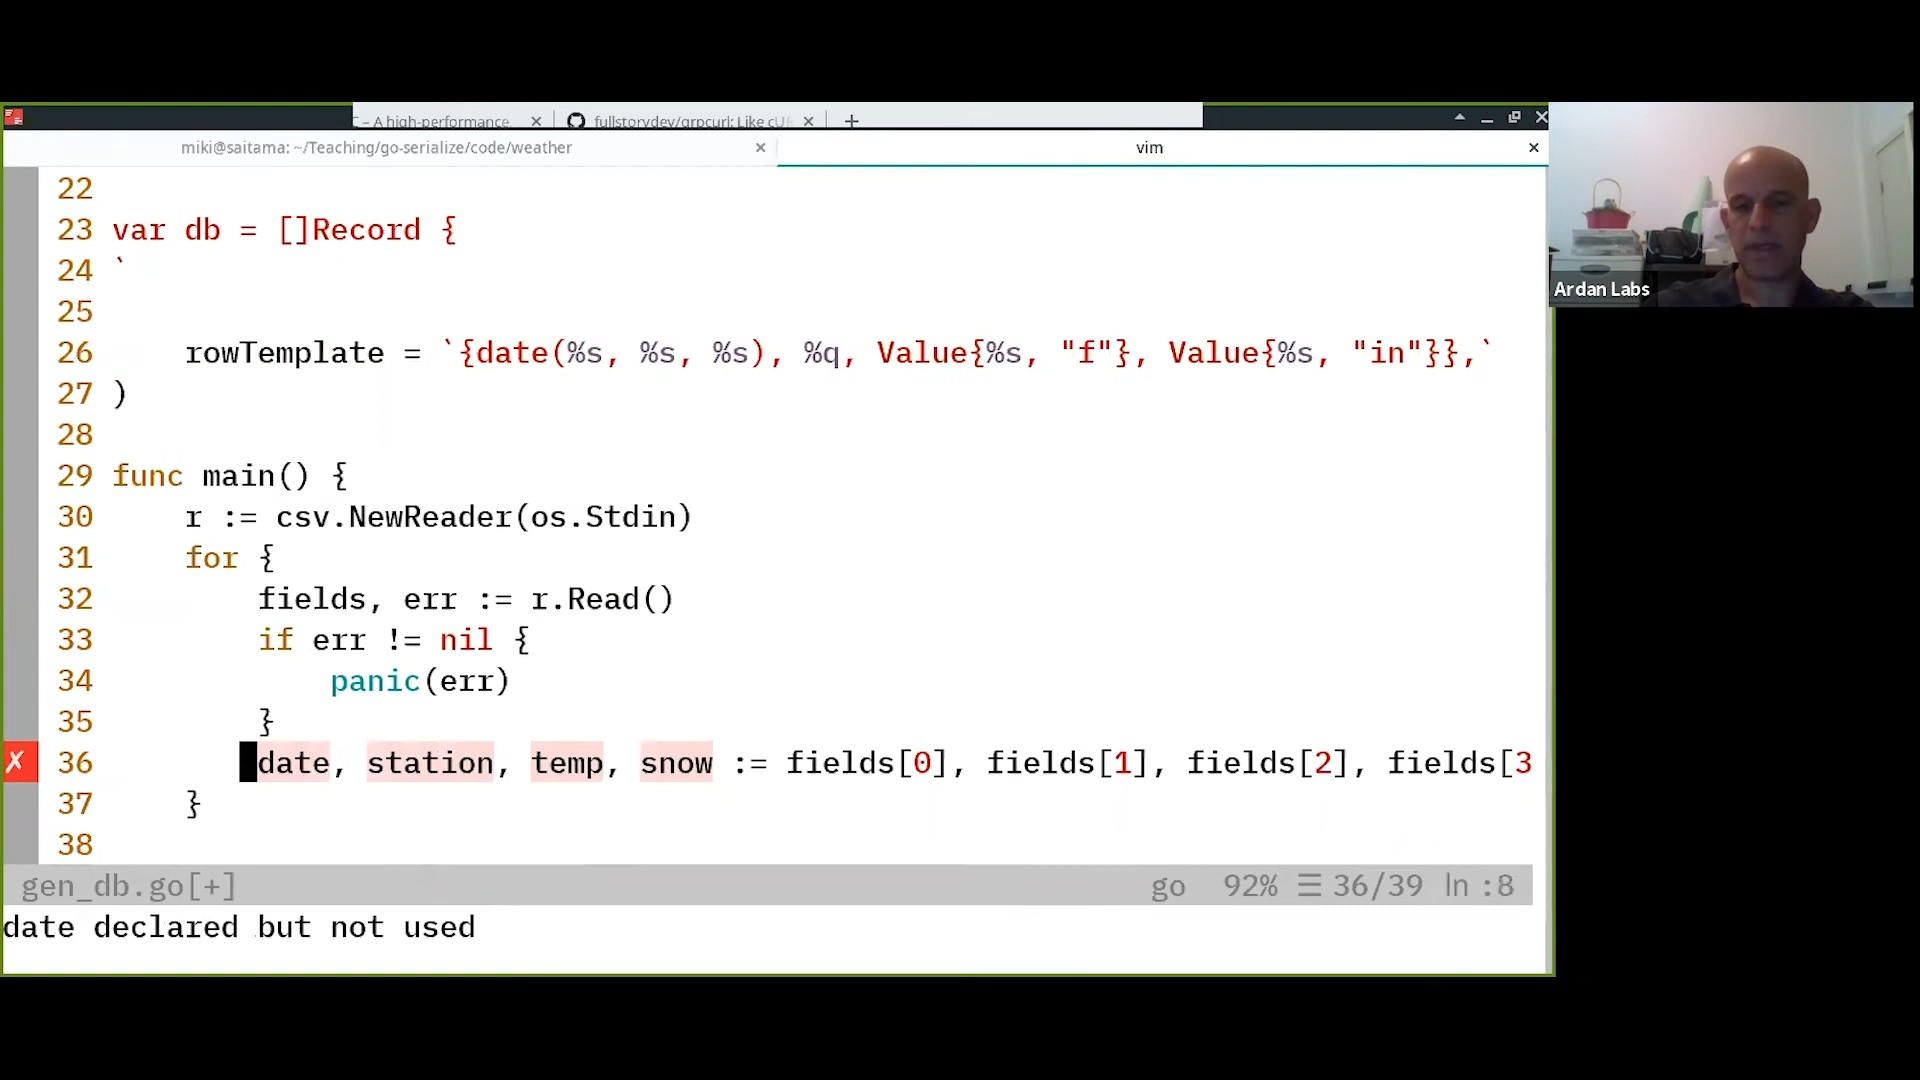 C – A high-performance
fullstorydev/grpcurl: Like cUR
miki@saitama: ~/Teaching/go-serialize/code/weather
vim
22
23 var db = []Record {
24 `
25
26 rowTemplate = `{date(%s, %s, %s), %q, Value{%s, "f"}, Value{%s, "in"}},`
27 )
28
29 func main() {
30 r := csv.NewReader(os.Stdin)
31 for {
32 fields, err := r.Read()
33 if err != nil {
34 panic(err)
35 }
36 date, station, temp, snow := fields[0], fields[1], fields[2], fields[3
37 }
38
gen_db.go[+]
go 92% ☰ 36/39 ln :8
date declared but not used
Ardan Labs